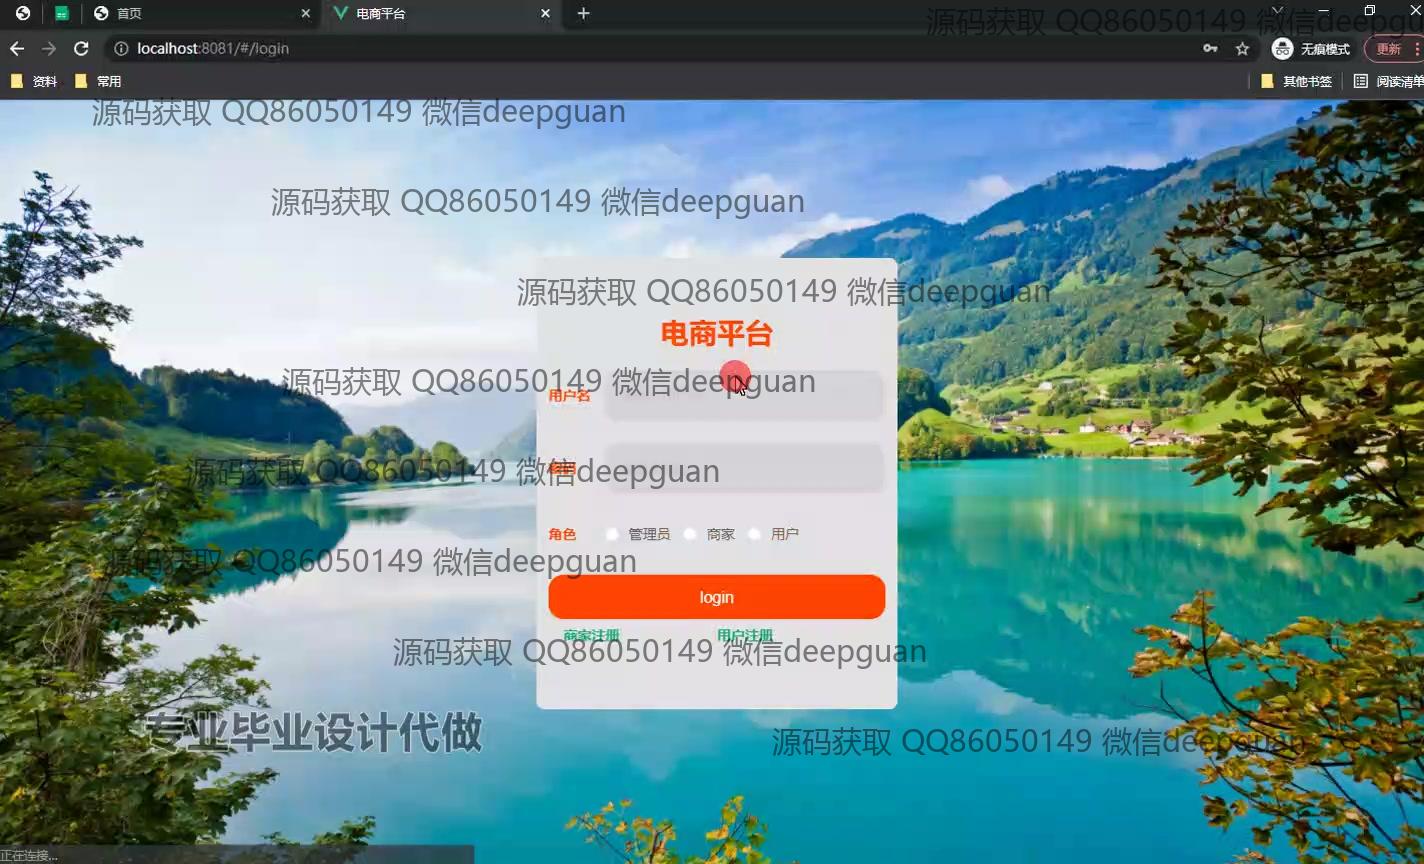 首页
电商平台
源码获取 QQ86050149 微信deepgu
localhost:8081/#/login
无痕模式
更新
资料
常用
其他书签
阅读清单
源码获取 QQ86050149 微信deepguan
源码获取 QQ86050149 微信deepguan
源码获取 QQ86050149 微信deepguan
电商平台
源码获取 QQ86050149 微信deepguan
用户名
源码获取 QQ86050149 微信deepguan
角色
管理员
商家
用户
源码获取 QQ86050149 微信deepguan
login
商家注册
用户注册
源码获取 QQ86050149 微信deepguan
专业毕业设计代做
源码获取 QQ86050149 微信deepguan
正在连接...